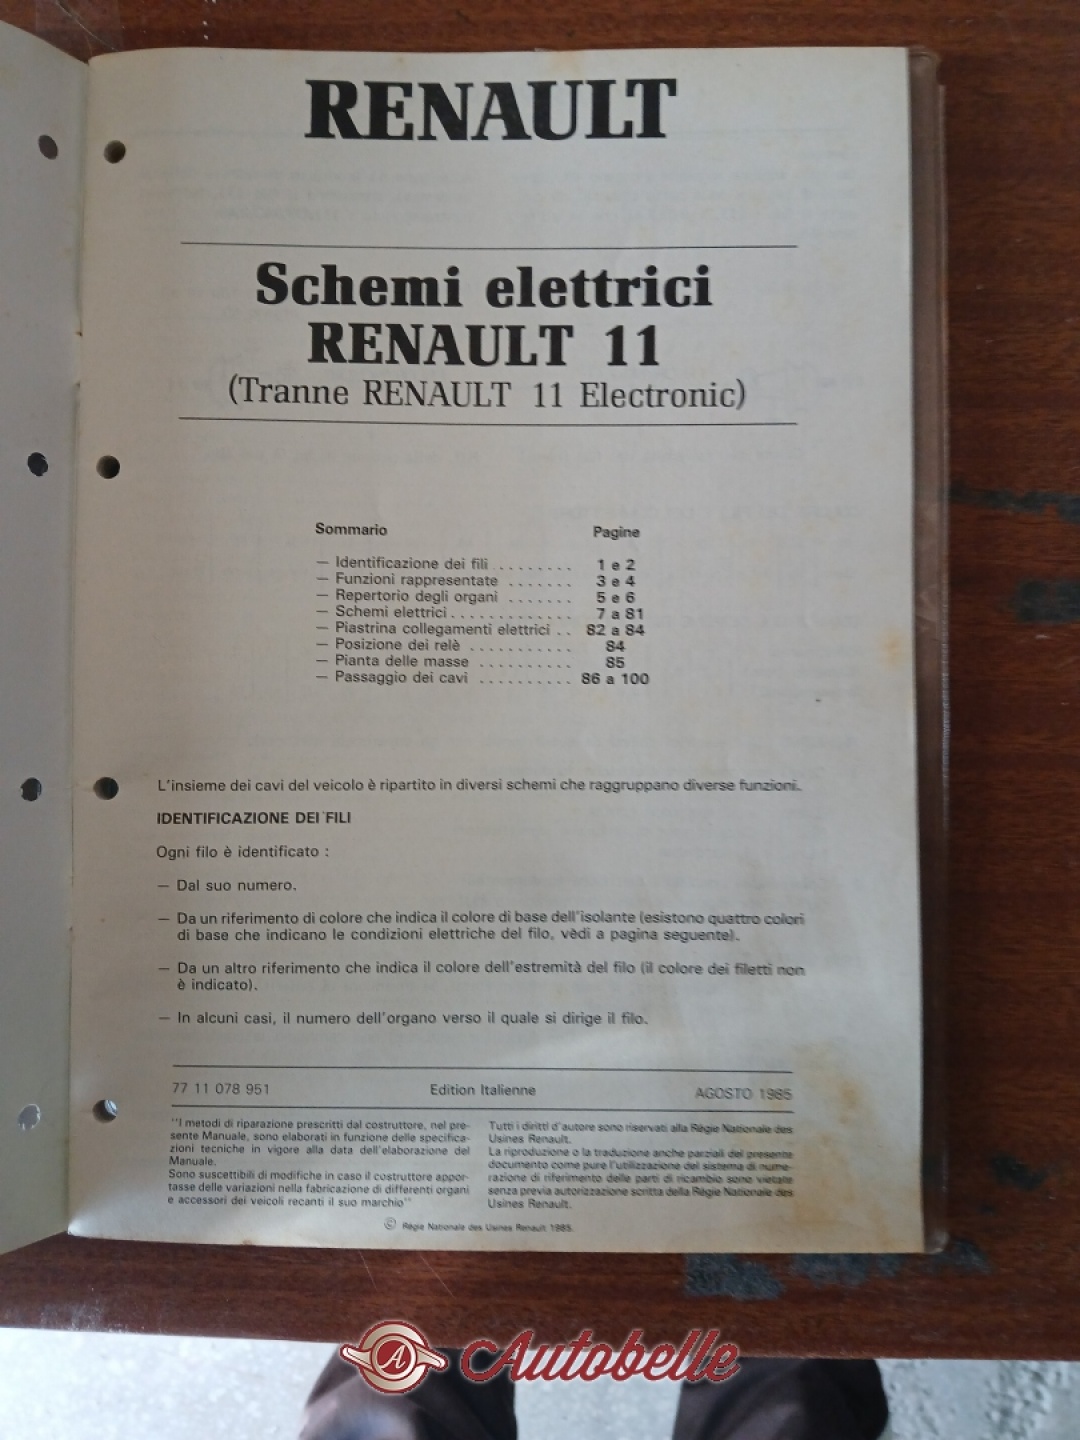 RENAULT
Schemi elettrici
RENAULT 11
(Tranne RENAULT 11 Electronic)
Sommario Pagine
— Identificazione dei fili ......... 1 e 2
— Funzioni rappresentate ....... 3 e 4
— Repertorio degli organi ....... 5 e 6
— Schemi elettrici ............. 7 a 81
— Piastrina collegamenti elettrici .. 82 a 84
— Posizione dei relè ........... 84
— Pianta delle masse .......... 85
— Passaggio dei cavi .......... 86 a 100
L'insieme dei cavi del veicolo è ripartito in diversi schemi che raggruppano diverse funzioni.
IDENTIFICAZIONE DEI FILI
Ogni filo è identificato :
— Dal suo numero.
— Da un riferimento di colore che indica il colore di base dell'isolante (esistono quattro colori
di base che indicano le condizioni elettriche del filo, vèdi a pagina seguente).
— Da un altro riferimento che indica il colore dell'estremità del filo (il colore dei filetti non
è indicato).
— In alcuni casi, il numero dell'organo verso il quale si dirige il filo.
77 11 078 951 Edition Italienne AGOSTO 1985
"I metodi di riparazione prescritti dal costruttore, nel pre-
sente Manuale, sono elaborati in funzione delle specifica-
zioni tecniche in vigore alla data dell'elaborazione del
Manuale.
Sono suscettibili di modifiche in caso il costruttore appor-
tasse delle variazioni nella fabbricazione di differenti organi
e accessori dei veicoli recanti il suo marchio"
Tutti i diritti d'autore sono riservati alla Règie Nationale des
Usines Renault.
La riproduzione o la traduzione anche parziali del presente
documento come pure l'utilizzazione del sistema di nume-
razione di riferimento delle parti di ricambio sono vietate
senza previa autorizzazione scritta della Règie Nationale des
Usines Renault.
© Règie Nationale des Usines Renault 1985.
A Autobelle